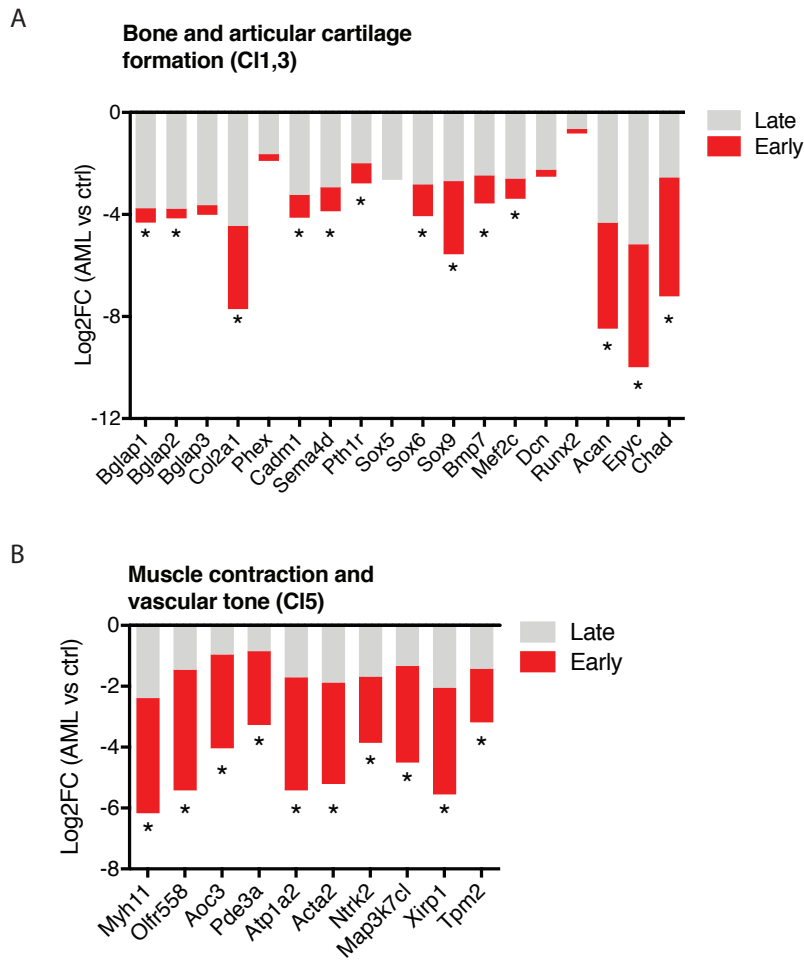 A
Bone and articular cartilage
formation (Cl1,3)
Late
Early
Log2FC (AML vs ctrl)
0
-4
-8
-12
* * * * * * * * * * * * *
Bglap1 Bglap2 Bglap3 Col2a1 Phex Cadm1 Sema4d Pth1r Sox5 Sox6 Sox9 Bmp7 Mef2c Dcn Runx2 Acan Epyc Chad
B
Muscle contraction and
vascular tone (Cl5)
Late
Early
Log2FC (AML vs ctrl)
0
-2
-4
-6
-8
* * * * * * * * * *
Myh11 Olfr558 Aoc3 Pde3a Atp1a2 Acta2 Ntrk2 Map3k7cl Xirp1 Tpm2